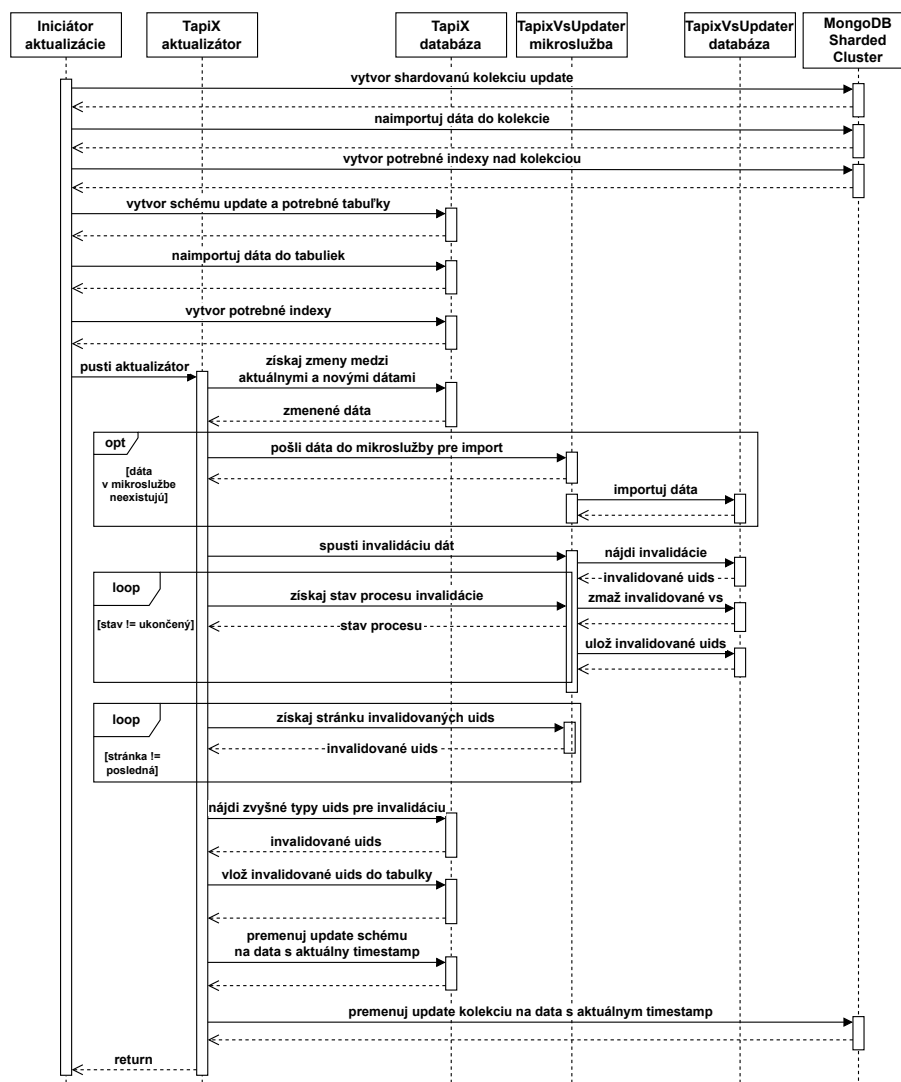 Iniciátor
aktualizácie
TapiX
aktualizátor
TapiX
databáza
TapixVsUpdater
mikroslužba
TapixVsUpdater
databáza
MongoDB
Sharded
Cluster
vytvor shardovanú kolekciu update
naimportuj dáta do kolekcie
vytvor potrebné indexy nad kolekciou
vytvor schému update a potrebné tabuľky
naimportuj dáta do tabuliek
vytvor potrebné indexy
pusti aktualizátor
získaj zmeny medzi
aktuálnymi a novými dátami
zmenené dáta
opt
[dáta
v mikroslužbe
neexistujú]
pošli dáta do mikroslužby pre import
importuj dáta
spusti invalidáciu dát
nájdi invalidácie
invalidované uids
loop
[stav != ukončený]
získaj stav procesu invalidácie
zmaž invalidované vs
stav procesu
ulož invalidované uids
loop
[stránka !=
posledná]
získaj stránku invalidovaných uids
invalidované uids
nájdi zvyšné typy uids pre invalidáciu
invalidované uids
vlož invalidované uids do tabulky
premenuj update schému
na data s aktuálny timestamp
premenuj update kolekciu na data s aktuálnym timestamp
return